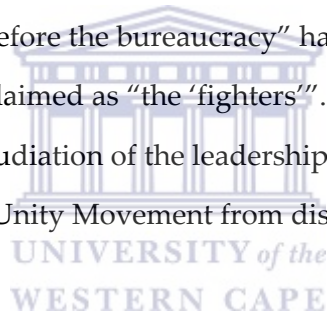 efore the bureaucracy” ha
laimed as “the ‘fighters’”.
udiation of the leadership
Unity Movement from dis
UNIVERSITY of the
WESTERN CAPE